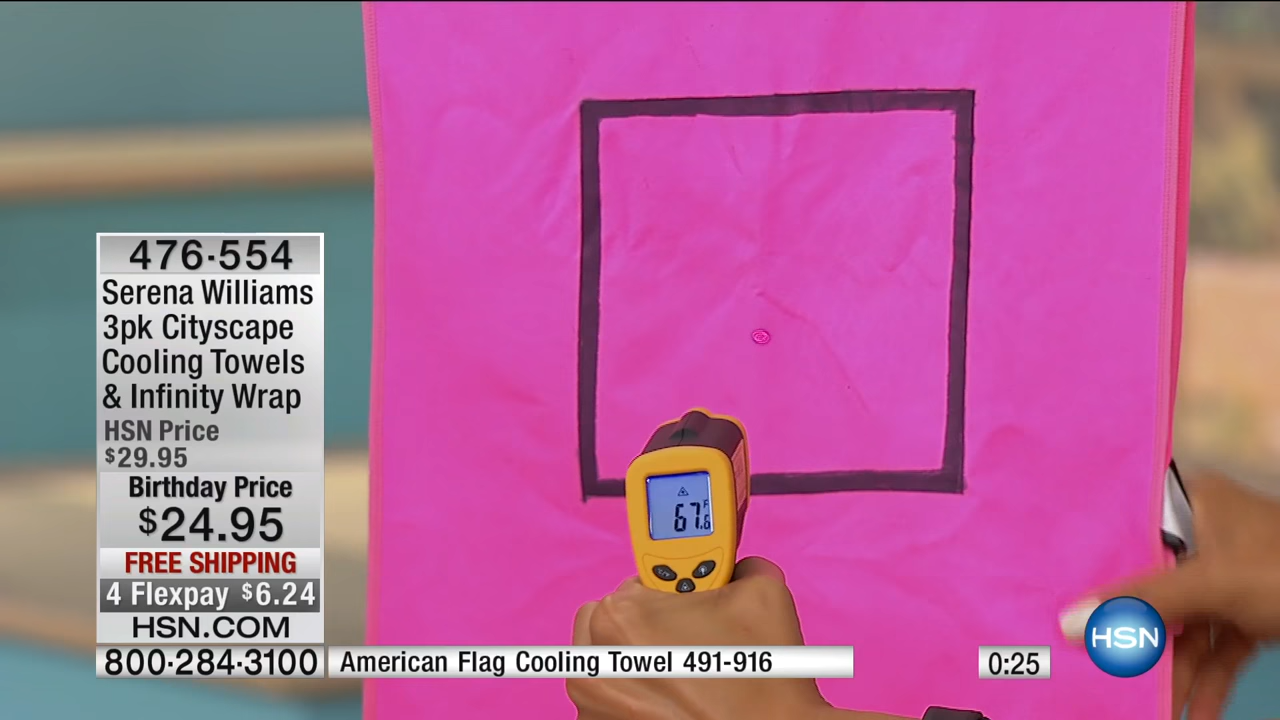 476·554
Serena Williams
3pk Cityscape
Cooling Towels
& Infinity Wrap
HSN Price
$29.95
Birthday Price
$24.95
FREE SHIPPING
4 Flexpay $6.24
HSN.COM
800·284·3100
American Flag Cooling Towel 491-916
0:25
HSN
67.6
F